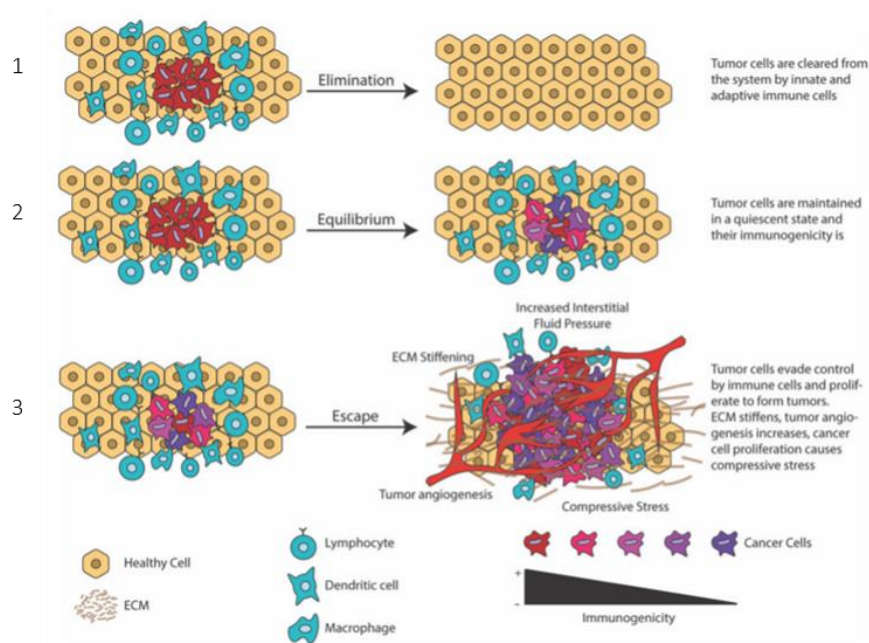 1
Elimination
Tumor cells are cleared from
the system by innate and
adaptive immune cells
2
Equilibrium
Tumor cells are maintained
in a quiescent state and
their immunogenicity is
3
Increased Interstitial
Fluid Pressure
ECM Stiffening
Escape
Tumor cells evade control
by immune cells and prolif-
erate to form tumors.
ECM stiffens, tumor angio-
genesis increases, cancer
cell proliferation causes
compressive stress
Tumor angiogenesis
Compressive Stress
Healthy Cell
ECM
Lymphocyte
Dendritic cell
Macrophage
Cancer Cells
+
-
Immunogenicity